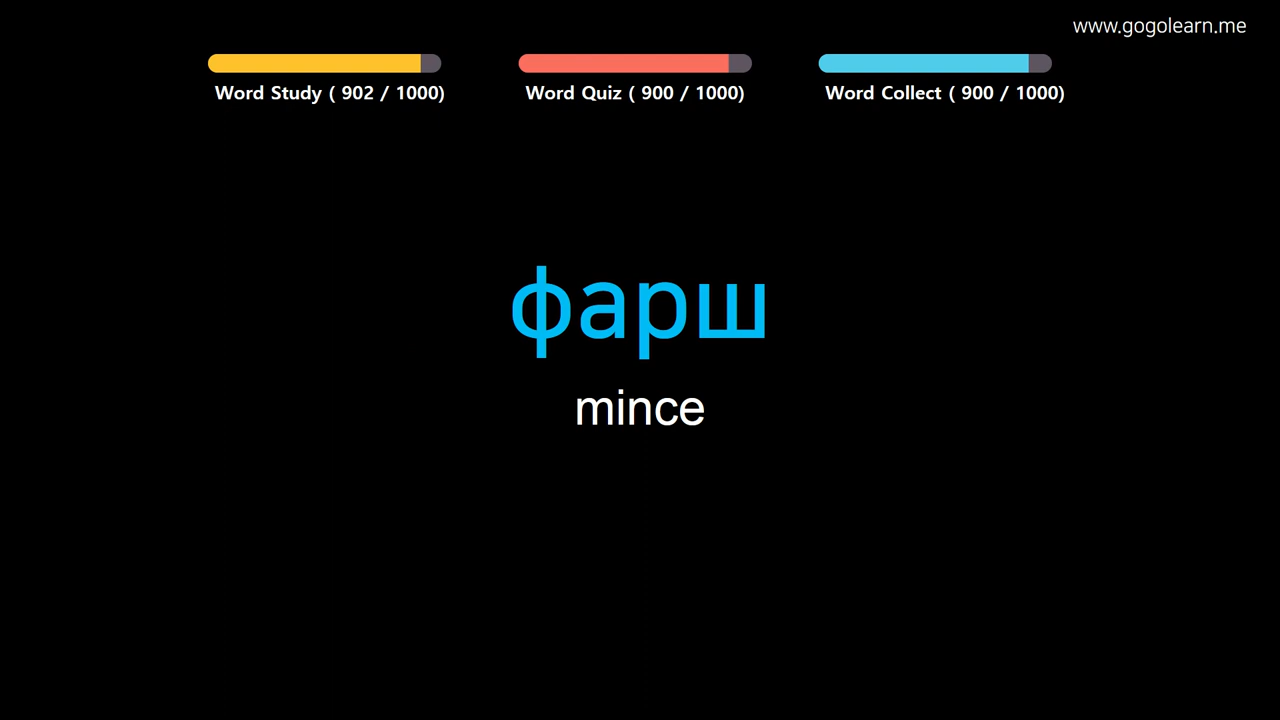 www.gogolearn.me
Word Study ( 902 / 1000)
Word Quiz ( 900 / 1000)
Word Collect ( 900 / 1000)
фарш
mince